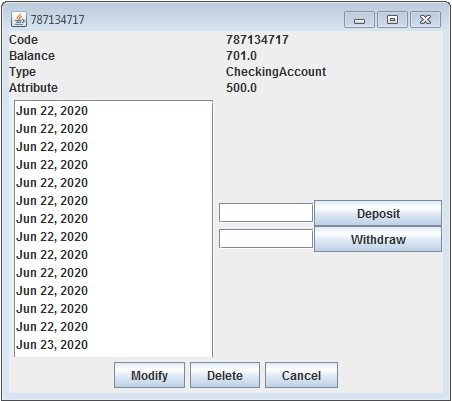 787134717
Code 787134717
Balance 701.0
Type CheckingAccount
Attribute 500.0
Jun 22, 2020
Jun 22, 2020
Jun 22, 2020
Jun 22, 2020
Jun 22, 2020
Jun 22, 2020
Jun 22, 2020
Jun 22, 2020
Jun 22, 2020
Jun 22, 2020
Jun 22, 2020
Jun 22, 2020
Jun 22, 2020
Jun 23, 2020
Deposit
Withdraw
Modify Delete Cancel